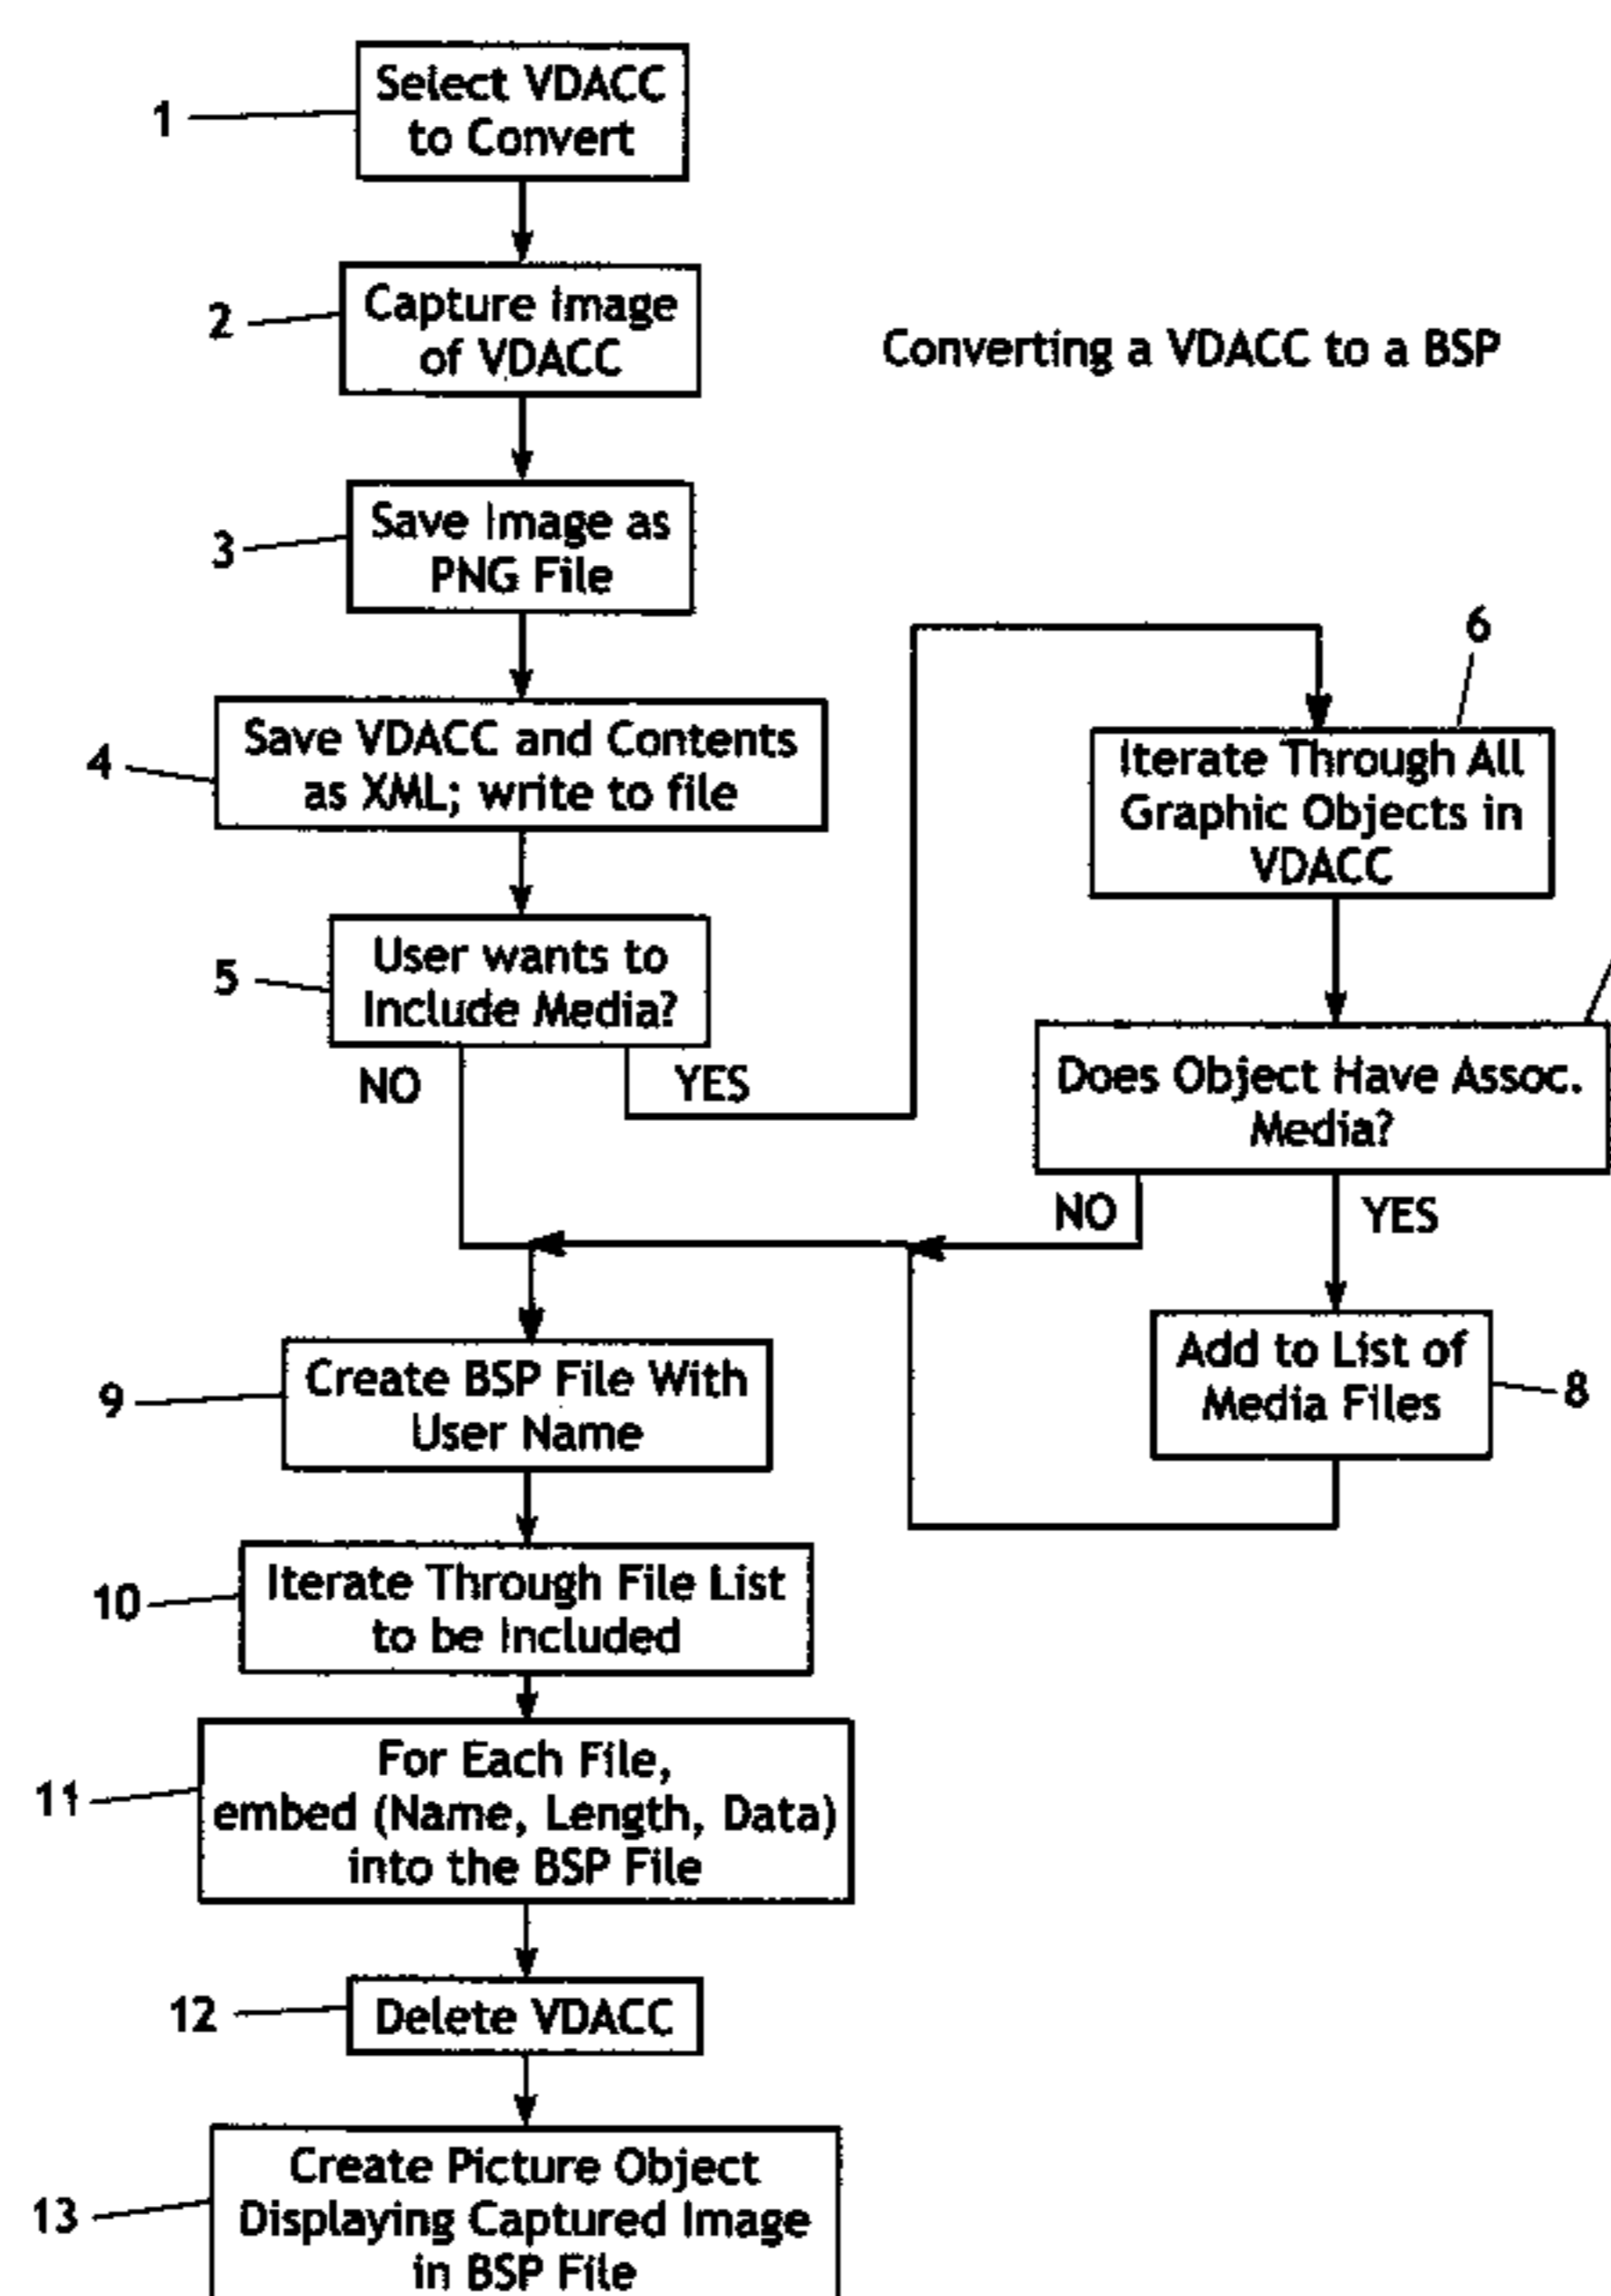 1
Select VDACC
to Convert
2
Capture Image
of VDACC
Converting a VDACC to a BSP
3
Save Image as
PNG File
6
4
Save VDACC and Contents
as XML; write to file
Iterate Through All
Graphic Objects in
VDACC
5
User wants to
Include Media?
NO
YES
Does Object Have Assoc.
Media?
NO
YES
9
Create BSP File With
User Name
Add to List of
Media Files
8
10
Iterate Through File List
to be Included
11
For Each File,
embed (Name, Length, Data)
into the BSP File
12
Delete VDACC
13
Create Picture Object
Displaying Captured Image
in BSP File